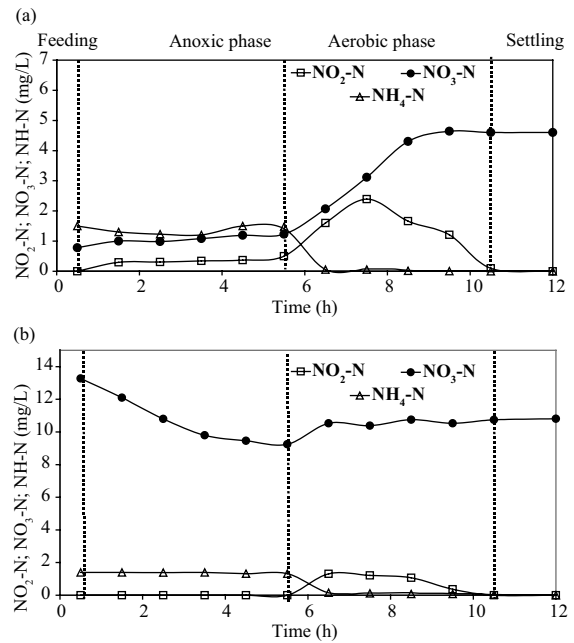 (a)
Feeding Anoxic phase Aerobic phase Settling
NO2-N; NO3-N; NH-N (mg/L)
7
6
5
4
3
2
1
0
NO2-N NO3-N
NH4-N
0 2 4 6 8 10 12
Time (h)
(b)
NO2-N; NO3-N; NH-N (mg/L)
14
12
10
8
6
4
2
0
NO2-N NO3-N
NH4-N
0 2 4 6 8 10 12
Time (h)